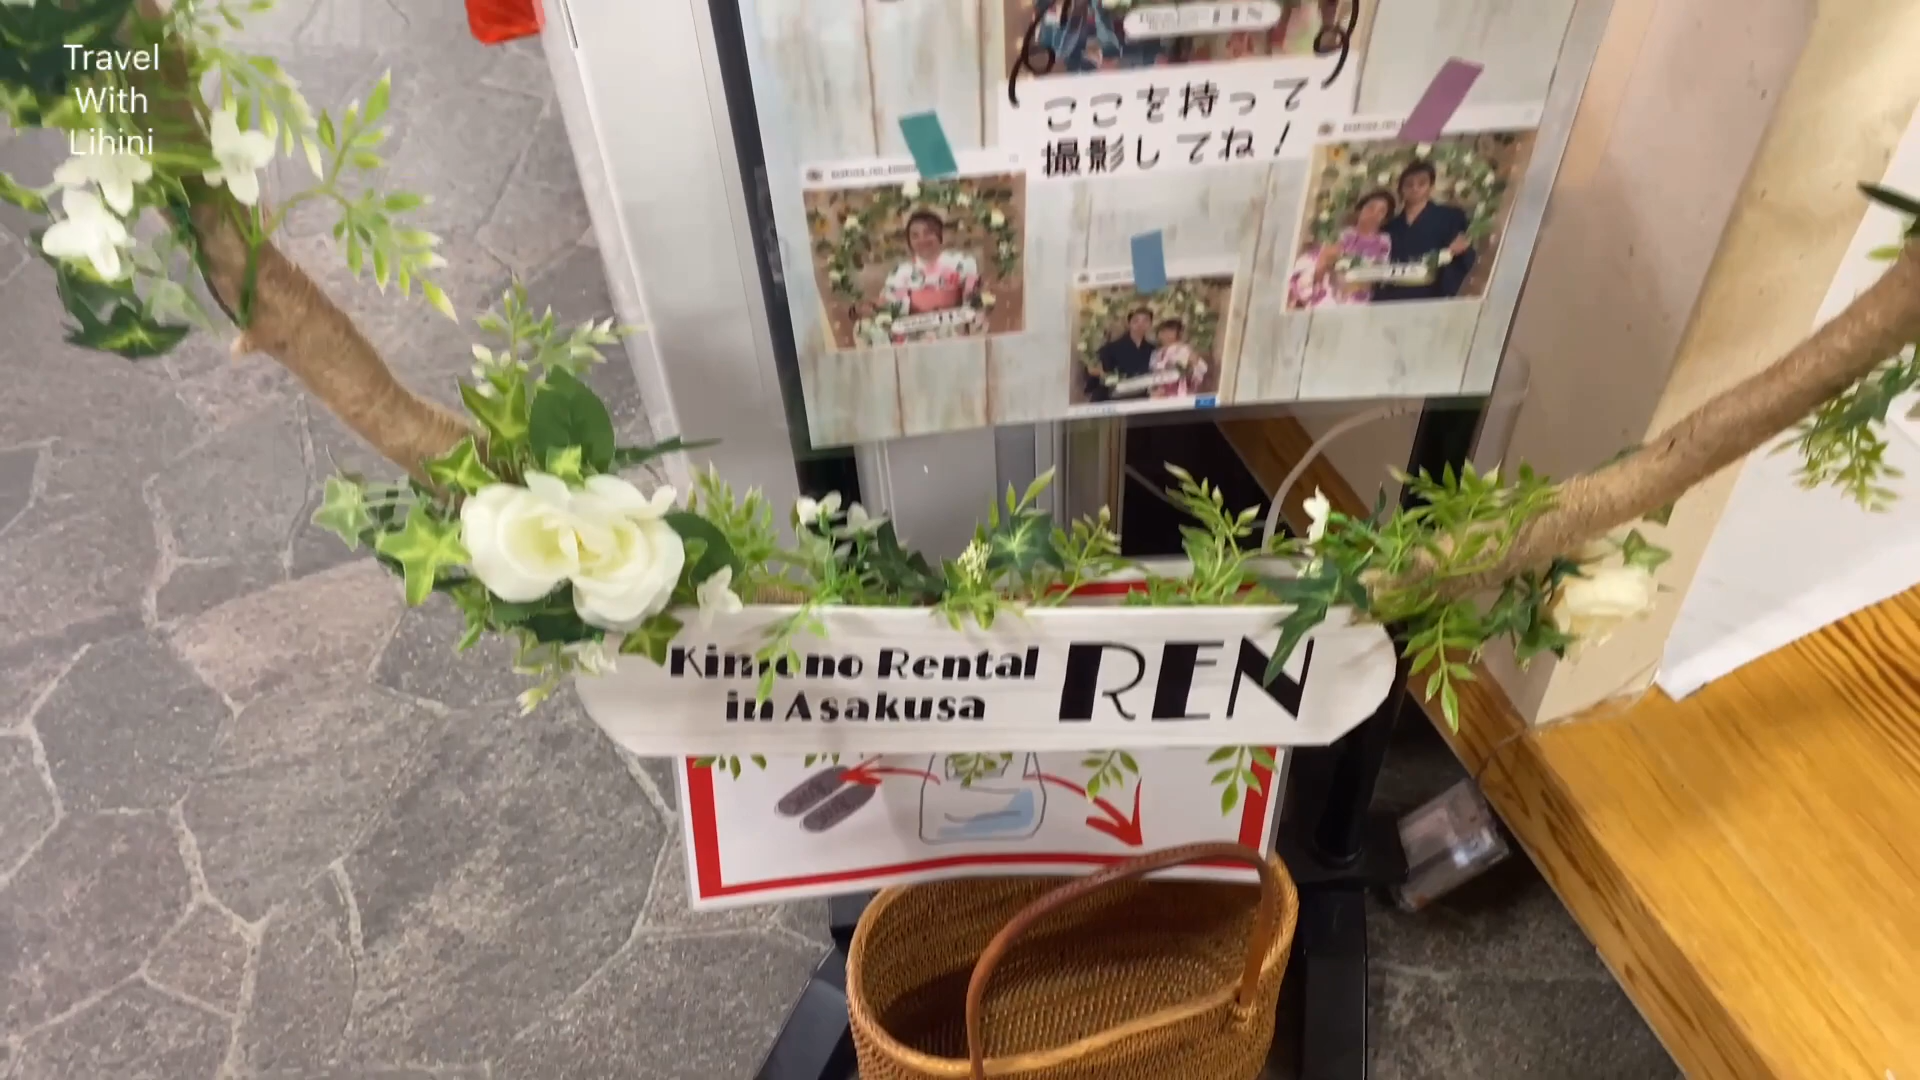 Travel
With
Lihini
ここを持って
撮影してね！
Kimono Rental
in Asakusa
REN